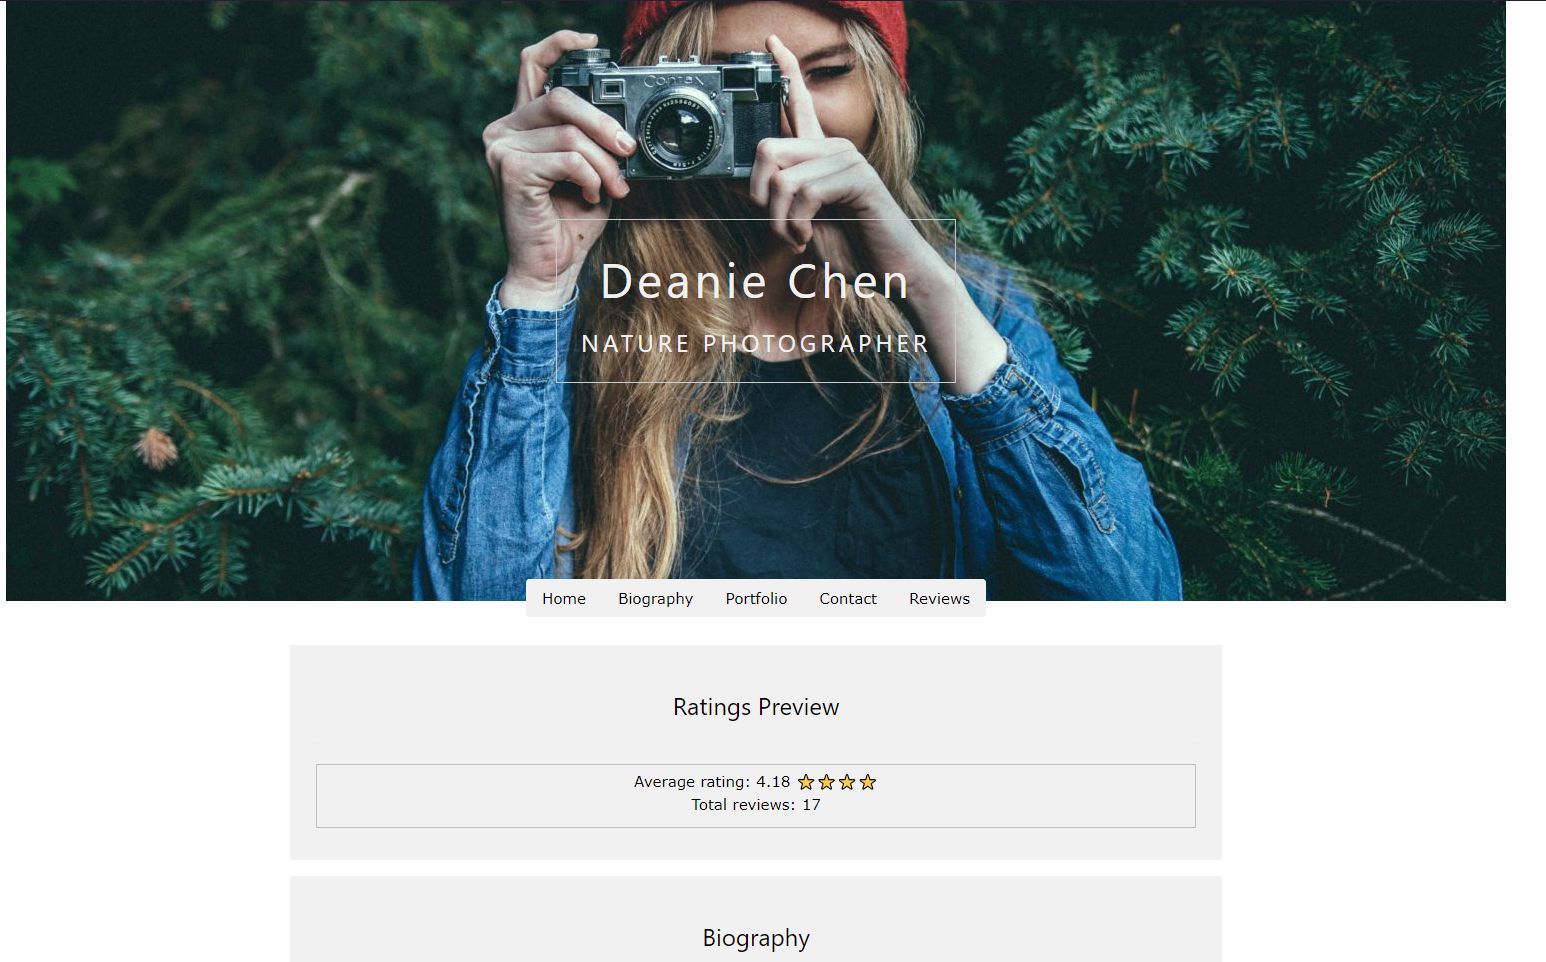 Contax
Deanie Chen
NATURE PHOTOGRAPHER
Home Biography Portfolio Contact Reviews
Ratings Preview
Average rating: 4.18
Total reviews: 17
Biography